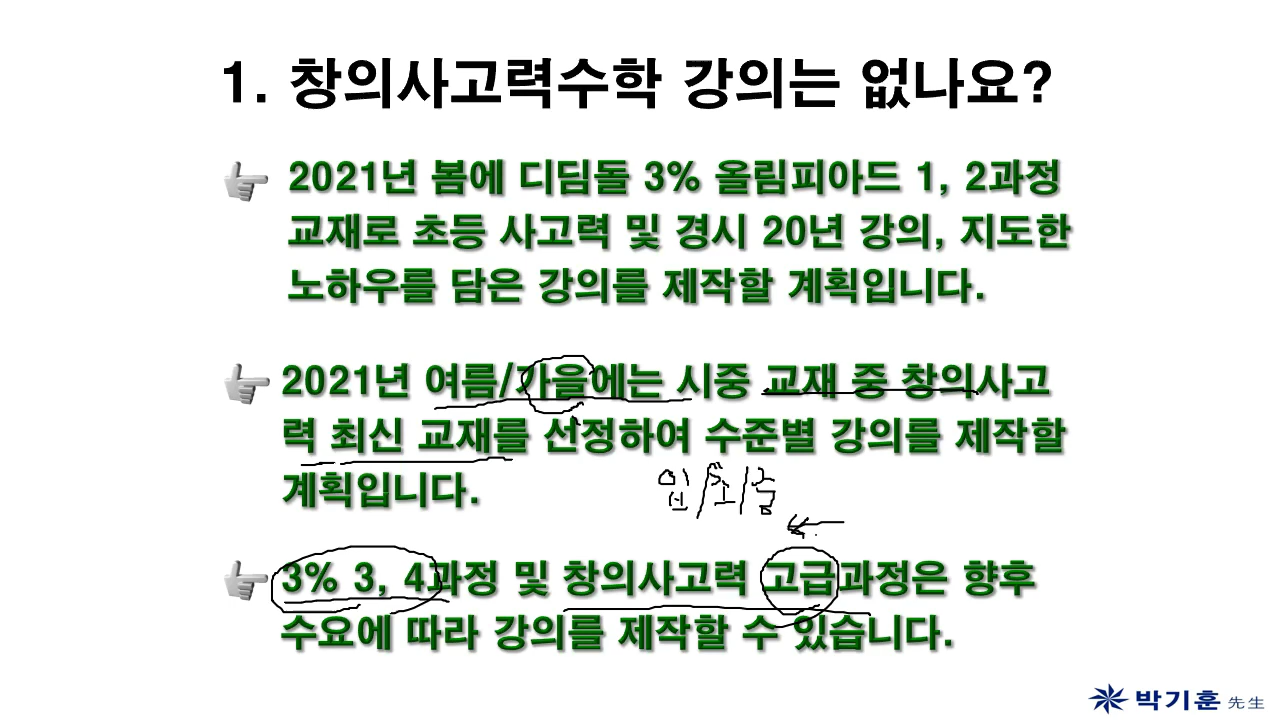 1. 창의사고력수학 강의는 없나요?
2021년 봄에 디딤돌 3% 올림피아드 1, 2과정
교재로 초등 사고력 및 경시 20년 강의, 지도한
노하우를 담은 강의를 제작할 계획입니다.
2021년 여름/가을에는 시중 교재 중 창의사고
력 최신 교재를 선정하여 수준별 강의를 제작할
계획입니다.
3% 3, 4과정 및 창의사고력 고급과정은 향후
수요에 따라 강의를 제작할 수 있습니다.
박기훈 先生